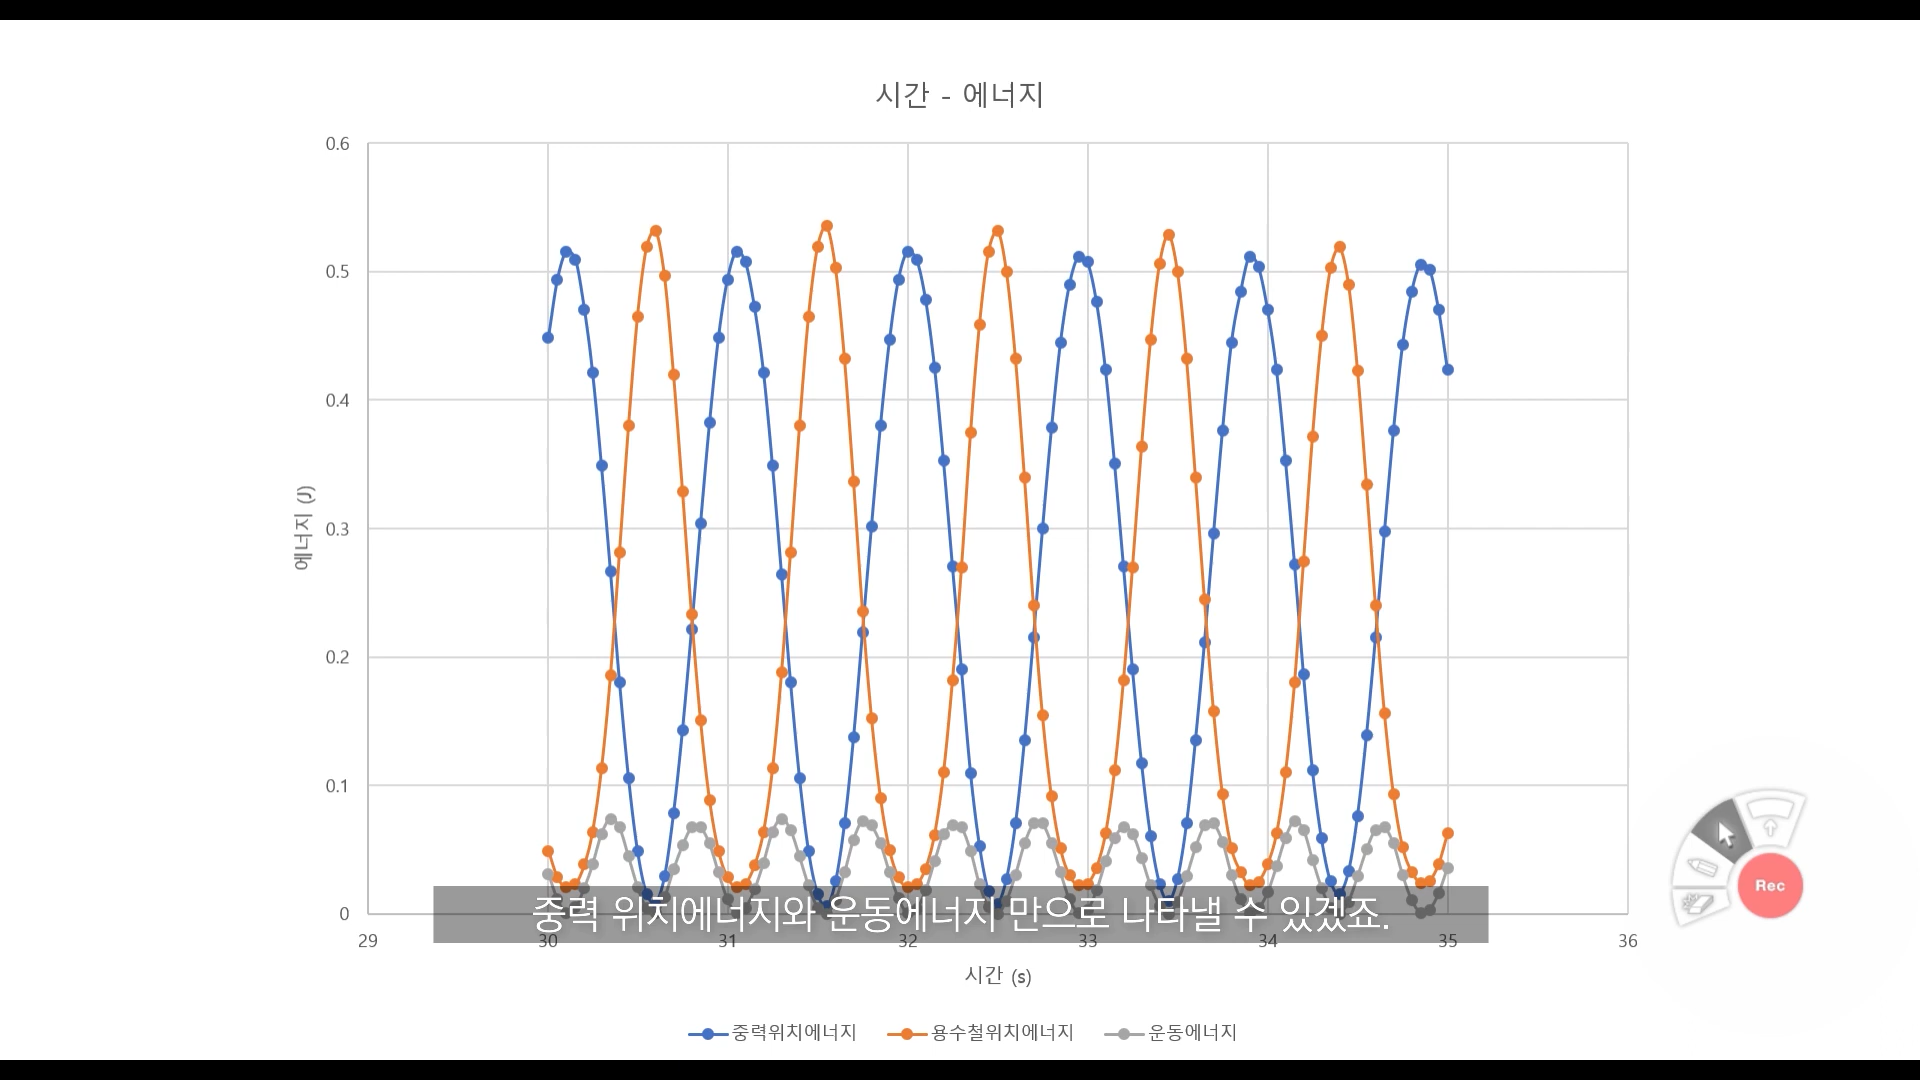 시간 - 에너지
0.6
0.5
0.4
0.3
0.2
0.1
0
에너지 (J)
중력 위치에너지와 운동에너지 만으로 나타낼 수 있겠죠.
29 30 31 32 33 34 35 36
시간 (s)
중력위치에너지 용수철위치에너지 운동에너지
Rec